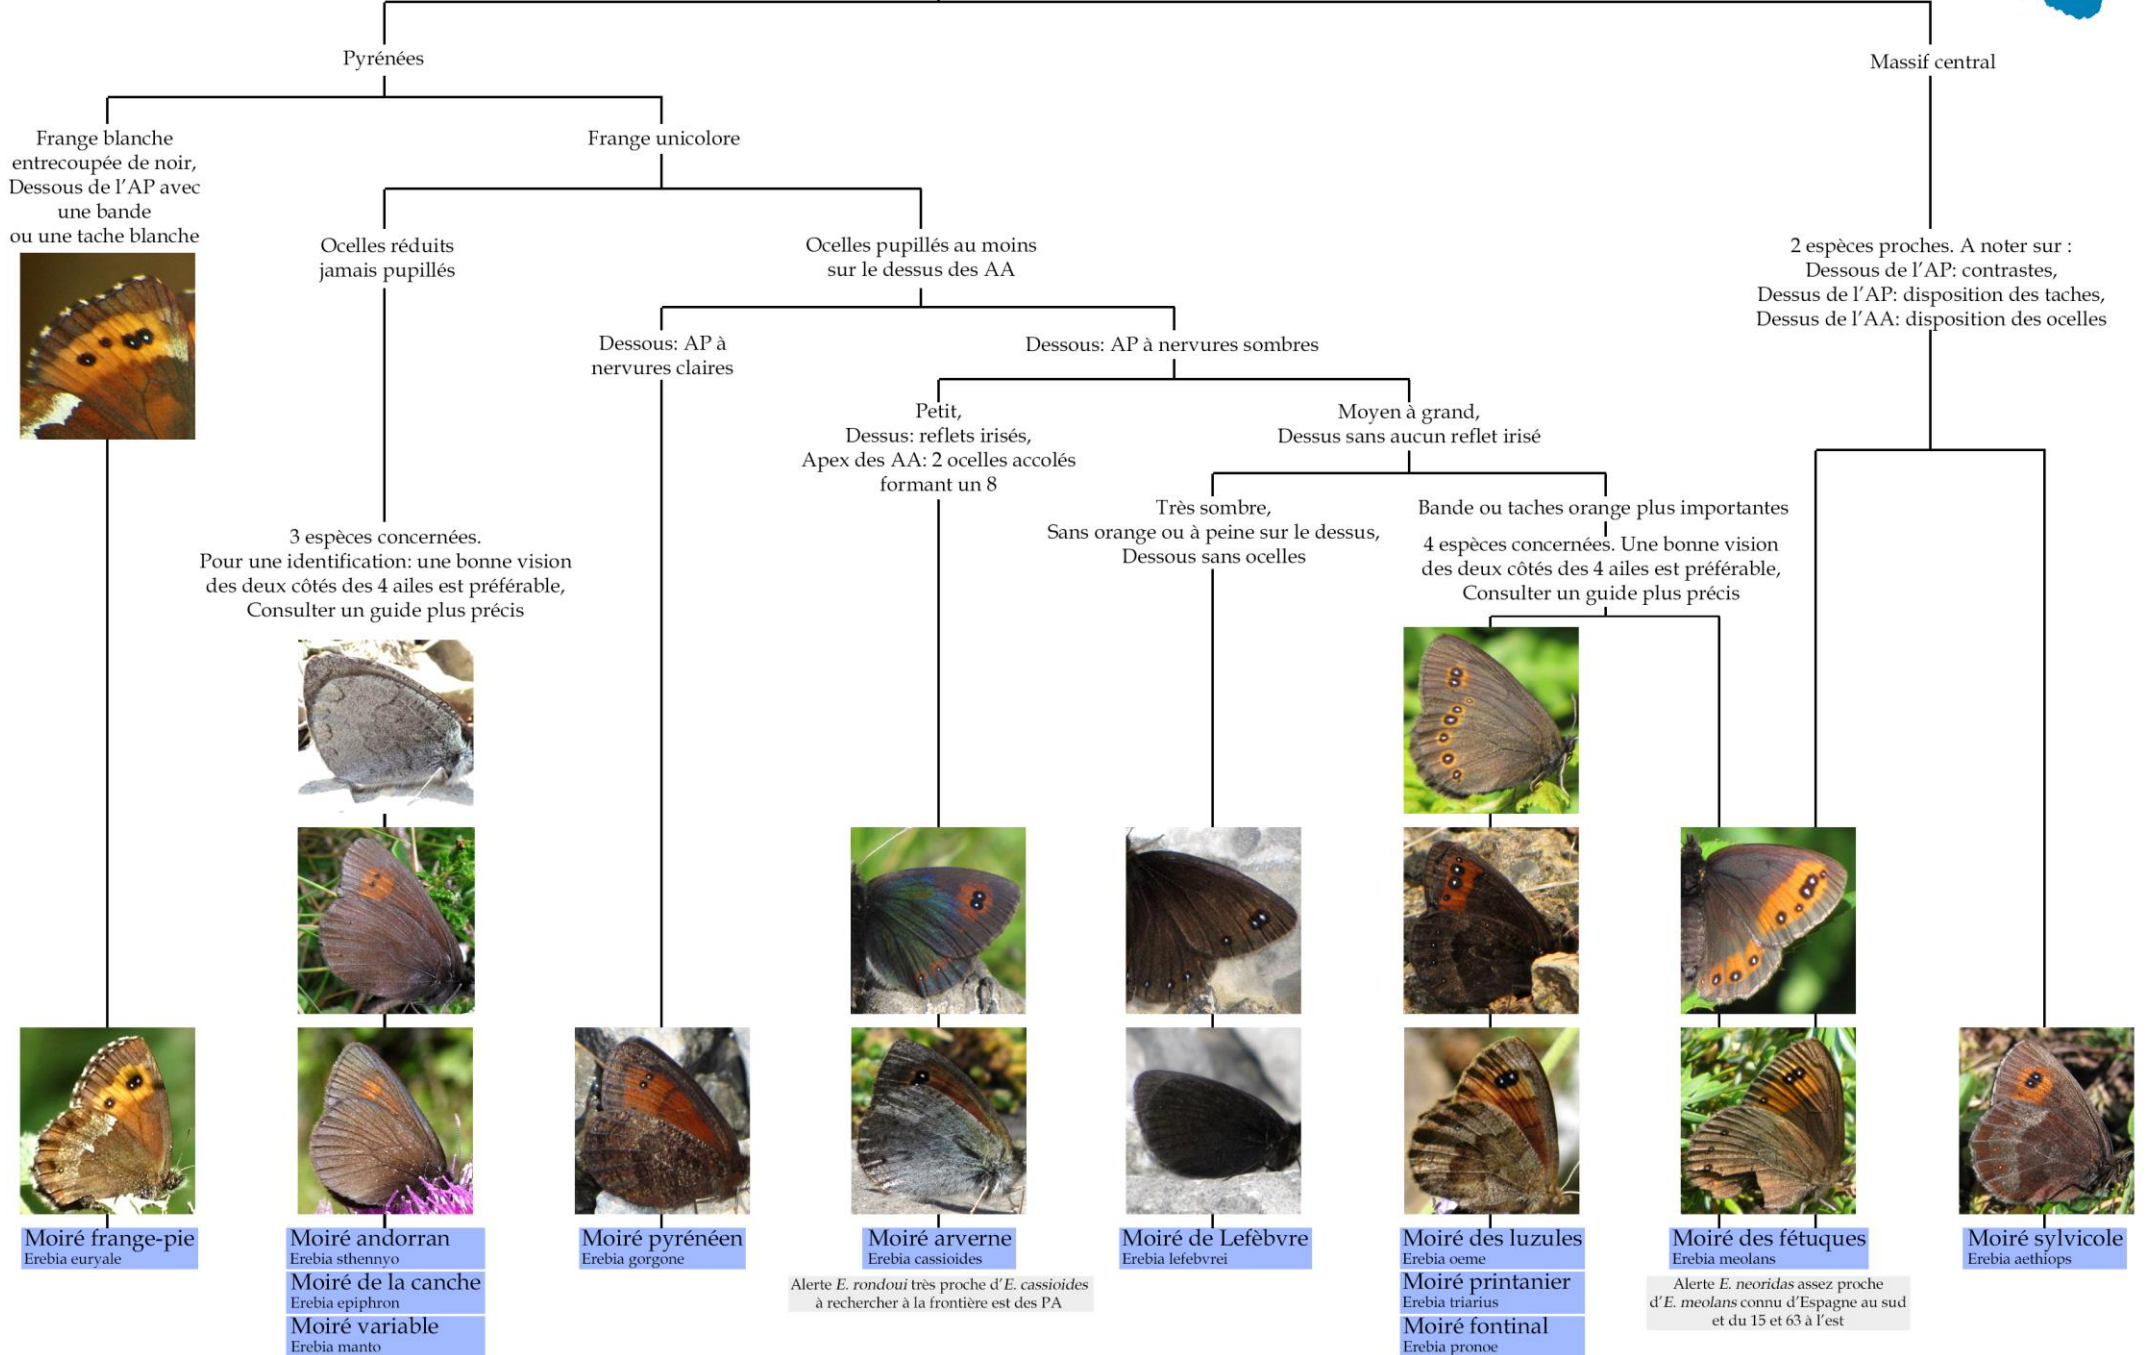 Pyrénées
Massif central
Frange blanche
entrecoupée de noir,
Dessous de l'AP avec
une bande
ou une tache blanche
Frange unicolore
Ocelles réduits
jamais pupillés
Ocelles pupillés au moins
sur le dessus des AA
2 espèces proches. A noter sur :
Dessous de l'AP: contrastes,
Dessus de l'AP: disposition des taches,
Dessus de l'AA: disposition des ocelles
Dessous: AP à
nervures claires
Dessous: AP à nervures sombres
Petit,
Dessus: reflets irisés,
Apex des AA: 2 ocelles accolés
formant un 8
Moyen à grand,
Dessus sans aucun reflet irisé
Très sombre,
Sans orange ou à peine sur le dessus,
Dessous sans ocelles
Bande ou taches orange plus importantes
4 espèces concernées. Une bonne vision
des deux côtés des 4 ailes est préférable,
Consulter un guide plus précis
3 espèces concernées.
Pour une identification: une bonne vision
des deux côtés des 4 ailes est préférable,
Consulter un guide plus précis
Moiré frange-pie
Erebia euryale
Moiré andorran
Erebia sthennyo
Moiré de la canche
Erebia epiphron
Moiré variable
Erebia manto
Moiré pyrénéen
Erebia gorgone
Moiré arverne
Erebia cassioides
Alerte E. rondoui très proche d'E. cassioides
à rechercher à la frontière est des PA
Moiré de Lefèbvre
Erebia lefebvrei
Moiré des luzules
Erebia oeme
Moiré printanier
Erebia triarius
Moiré fontinal
Erebia pronoe
Moiré des fétuques
Erebia meolans
Alerte E. neoridas assez proche
d'E. meolans connu d'Espagne au sud
et du 15 et 63 à l'est
Moiré sylvicole
Erebia aethiops